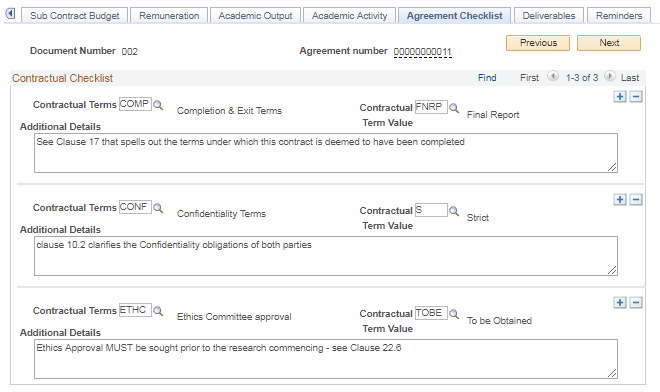 Sub Contract Budget Remuneration Academic Output Academic Activity Agreement Checklist Deliverables Reminders
Document Number 002 Agreement number 00000000011 Previous Next
Contractual Checklist Find First 1-3 of 3 Last
Contractual Terms COMP Completion & Exit Terms Contractual Term Value FNRP Final Report
Additional Details
See Clause 17 that spells out the terms under which this contract is deemed to have been completed
Contractual Terms CONF Confidentiality Terms Contractual Term Value S Strict
Additional Details
clause 10.2 clarifies the Confidentiality obligations of both parties
Contractual Terms ETHC Ethics Committee approval Contractual Term Value TOBE To be Obtained
Additional Details
Ethics Approval MUST be sought prior to the research commencing - see Clause 22.6